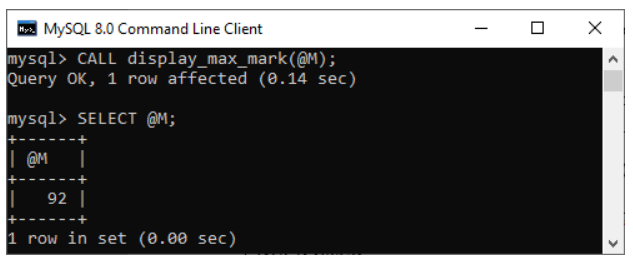 MySQL 8.0 Command Line Client
mysql> CALL display_max_mark(@M);
Query OK, 1 row affected (0.14 sec)
mysql> SELECT @M;
+------+
| @M   |
+------+
|   92 |
+------+
1 row in set (0.00 sec)